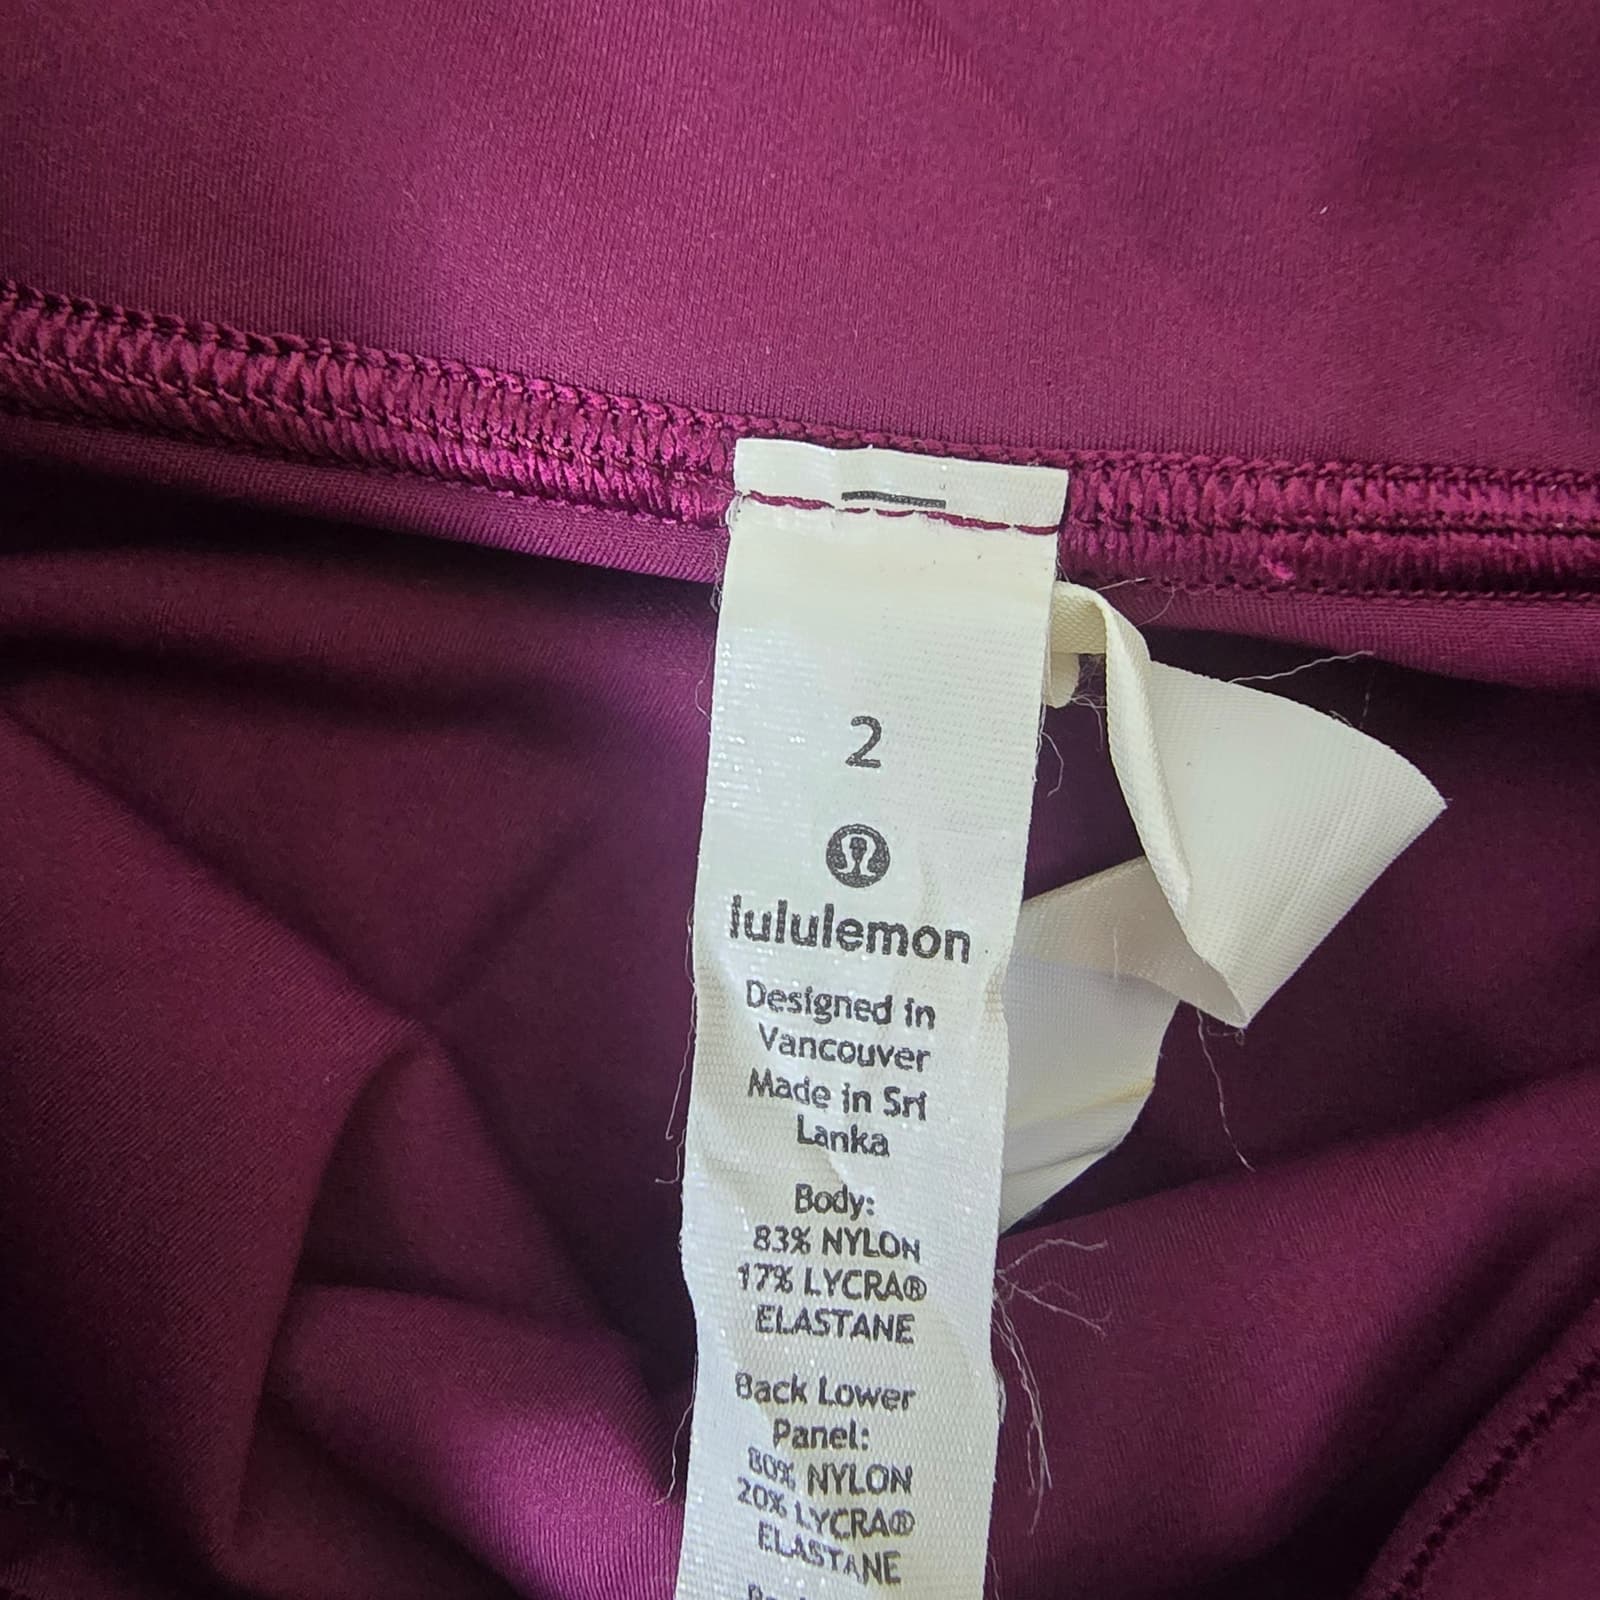 2
lululemon
Designed in
Vancouver
Made in Sri
Lanka
Body:
83% NYLON
17% LYCRA®
ELASTANE
Back Lower
Panel:
80% NYLON
20% LYCRA®
ELASTANE